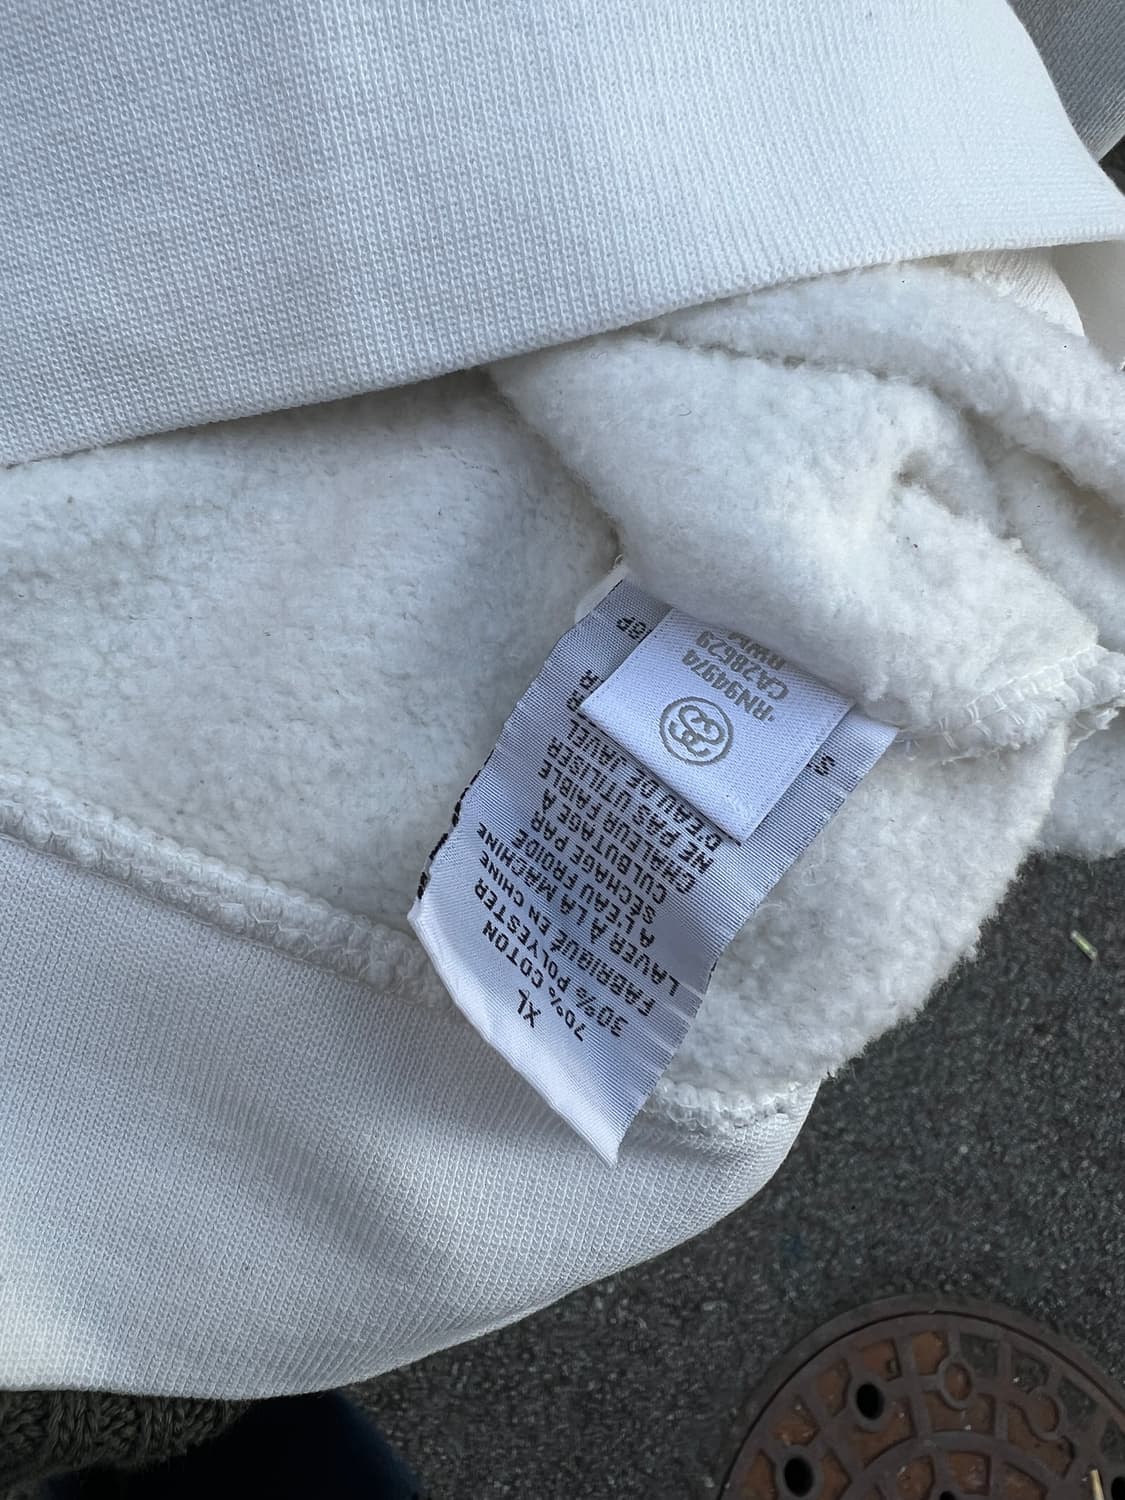 XL
70% COTON
30% POLYESTER
FABRIQUÉ EN CHINE
LAVER À LA MACHINE
A L'EAU FROIDE
SÉCHAGE PAR
CULBUTAGE À
CHALEUR FAIBLE
NE PAS UTILISER
D'EAU DE JAVEL
RN94974
CA28629